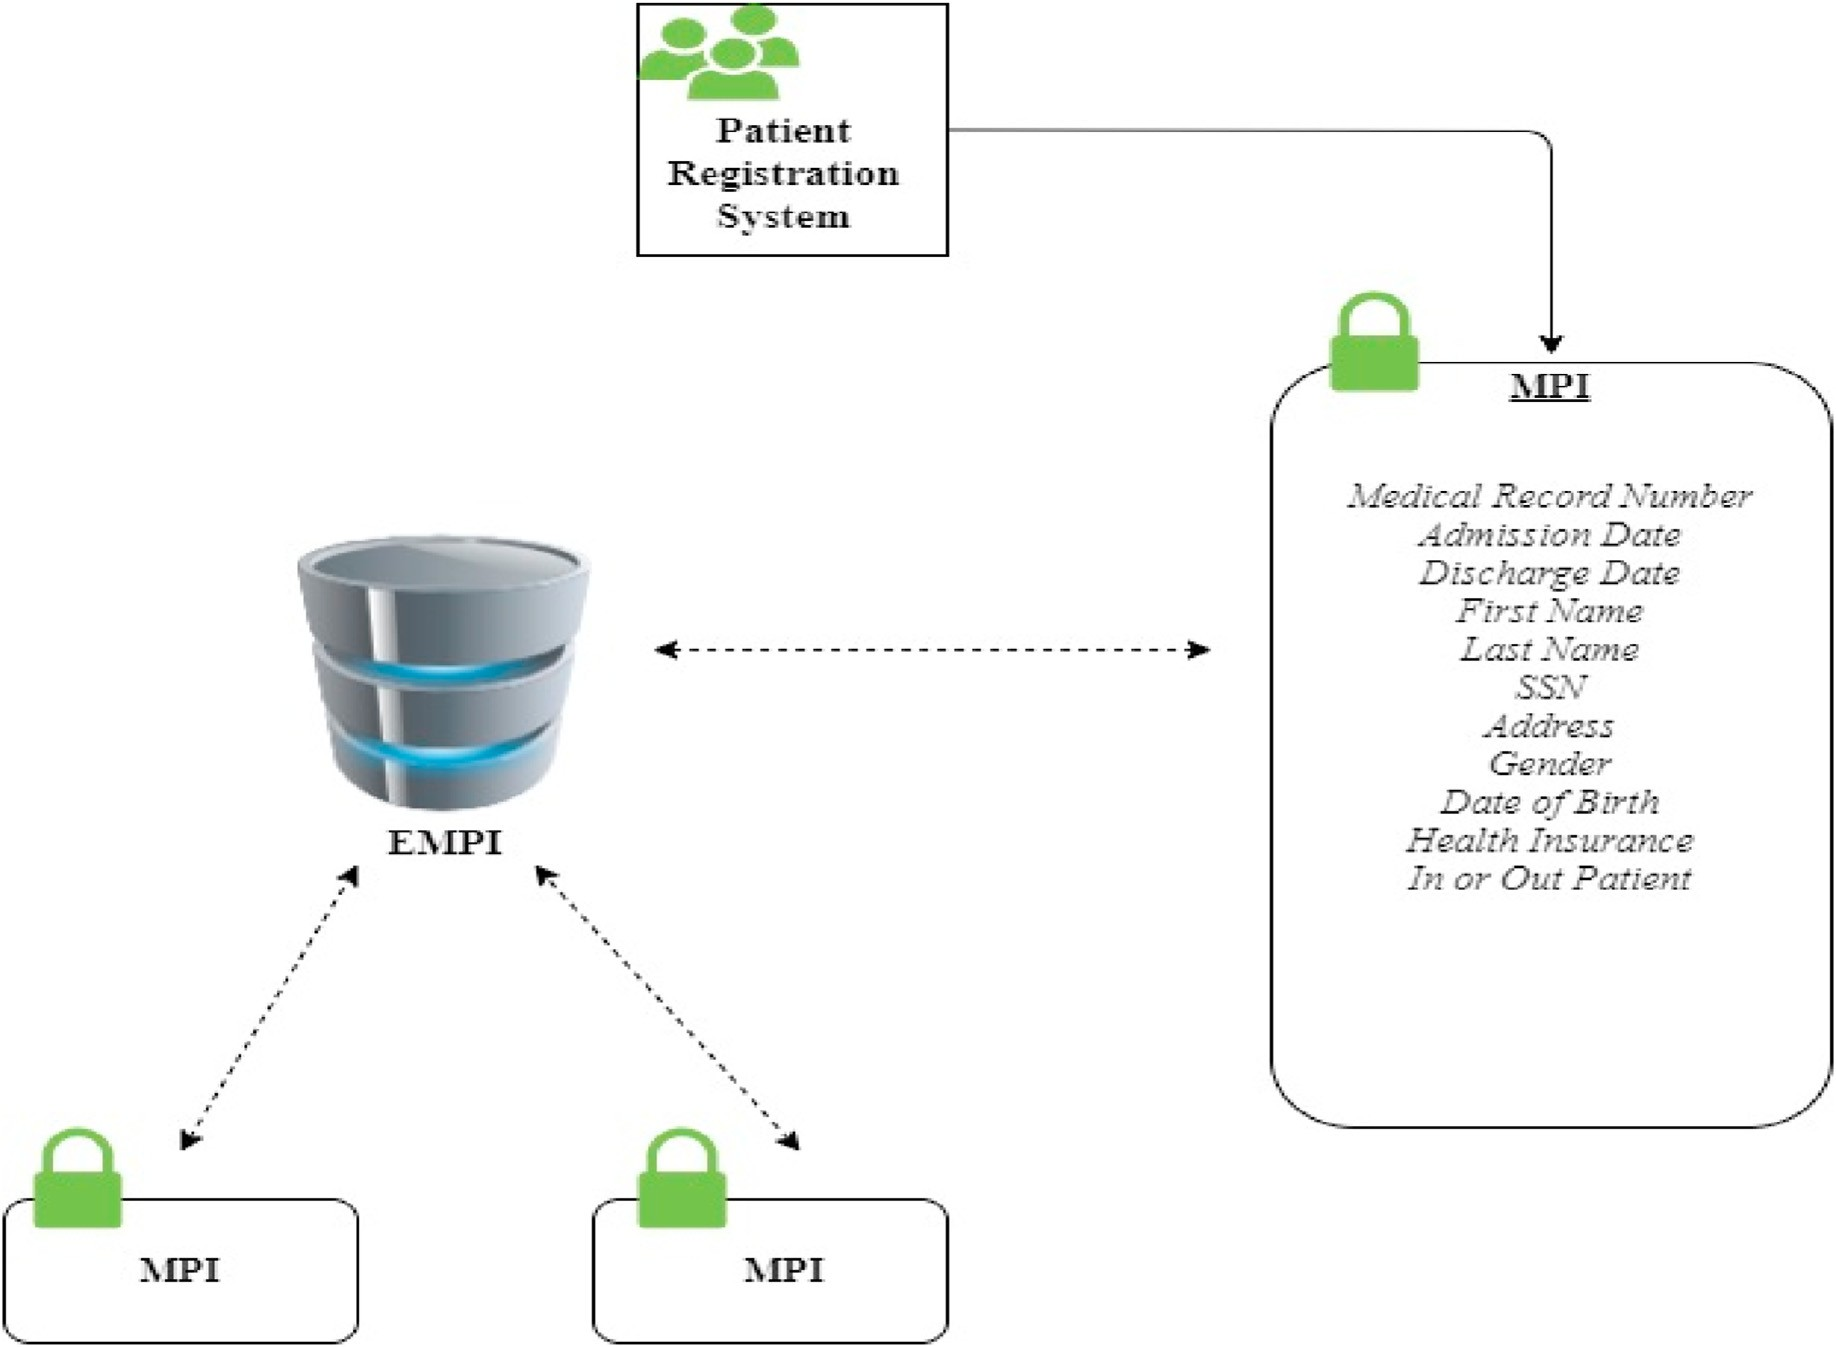 Patient
Registration
System
MPI
Medical Record Number
Admission Date
Discharge Date
First Name
Last Name
SSN
Address
Gender
Date of Birth
Health Insurance
In or Out Patient
EMPI
MPI
MPI